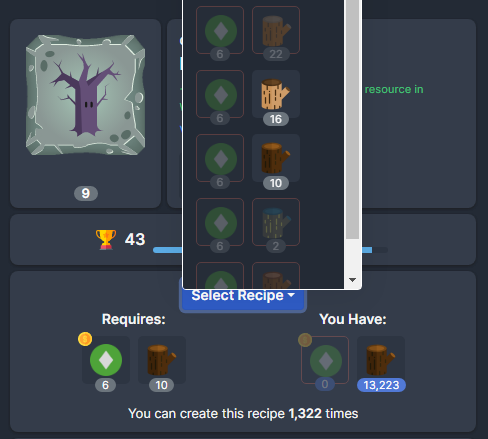 6 22
6 16
resource in
6 10
9
6 2
43
Select Recipe
Requires: You Have:
6 10 0 13,223
You can create this recipe 1,322 times